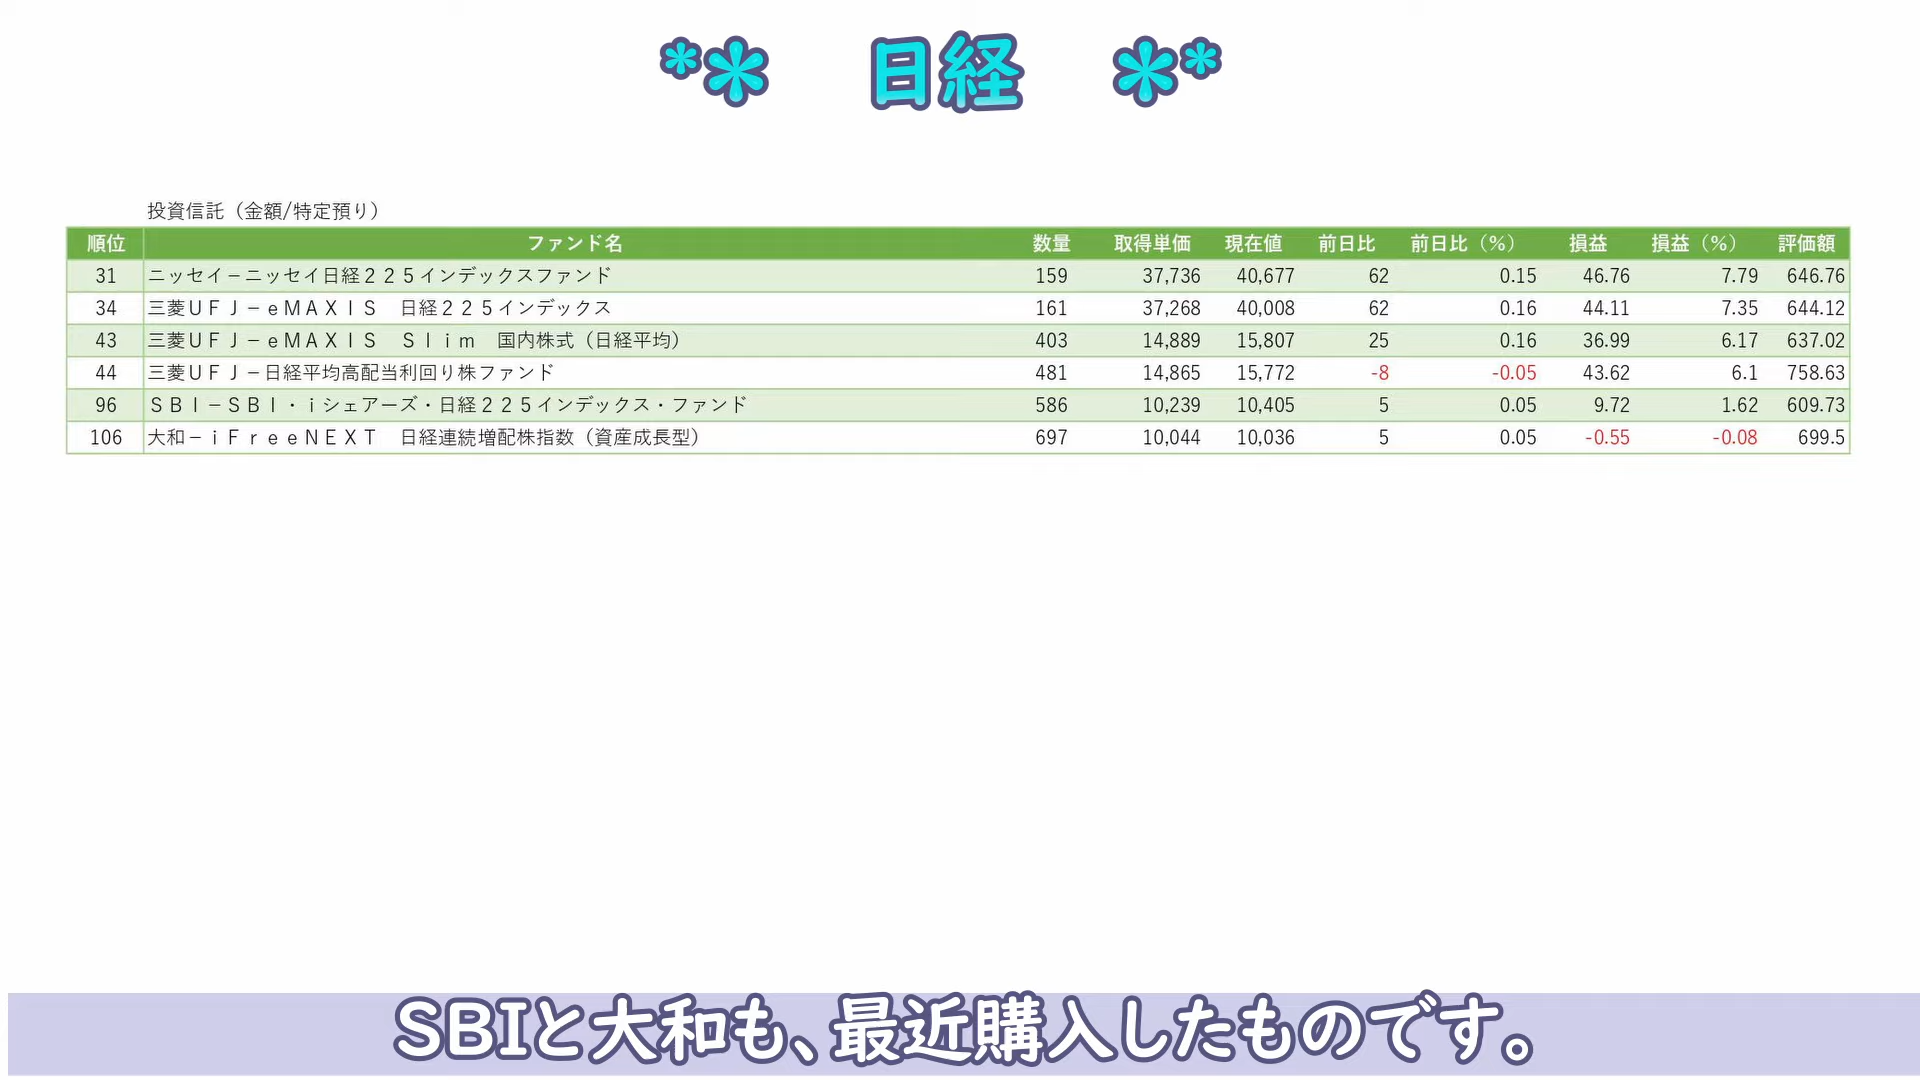 ** 日経 **
投資信託（金額/特定預り）
順位 ファンド名 数量 取得単価 現在値 前日比 前日比（%） 損益 損益（%） 評価額
31 ニッセイ－ニッセイ日経２２５インデックスファンド 159 37,736 40,677 62 0.15 46.76 7.79 646.76
34 三菱ＵＦＪ－ｅＭＡＸＩＳ　日経２２５インデックス 161 37,268 40,008 62 0.16 44.11 7.35 644.12
43 三菱ＵＦＪ－ｅＭＡＸＩＳ　Ｓｌｉｍ　国内株式（日経平均） 403 14,889 15,807 25 0.16 36.99 6.17 637.02
44 三菱ＵＦＪ－日経平均高配当利回り株ファンド 481 14,865 15,772 -8 -0.05 43.62 6.1 758.63
96 ＳＢＩ－ＳＢＩ・ｉシェアーズ・日経２２５インデックス・ファンド 586 10,239 10,405 5 0.05 9.72 1.62 609.73
106 大和－ｉＦｒｅｅＮＥＸＴ　日経連続増配株指数（資産成長型） 697 10,044 10,036 5 0.05 -0.55 -0.08 699.5
SBIと大和も、最近購入したものです。